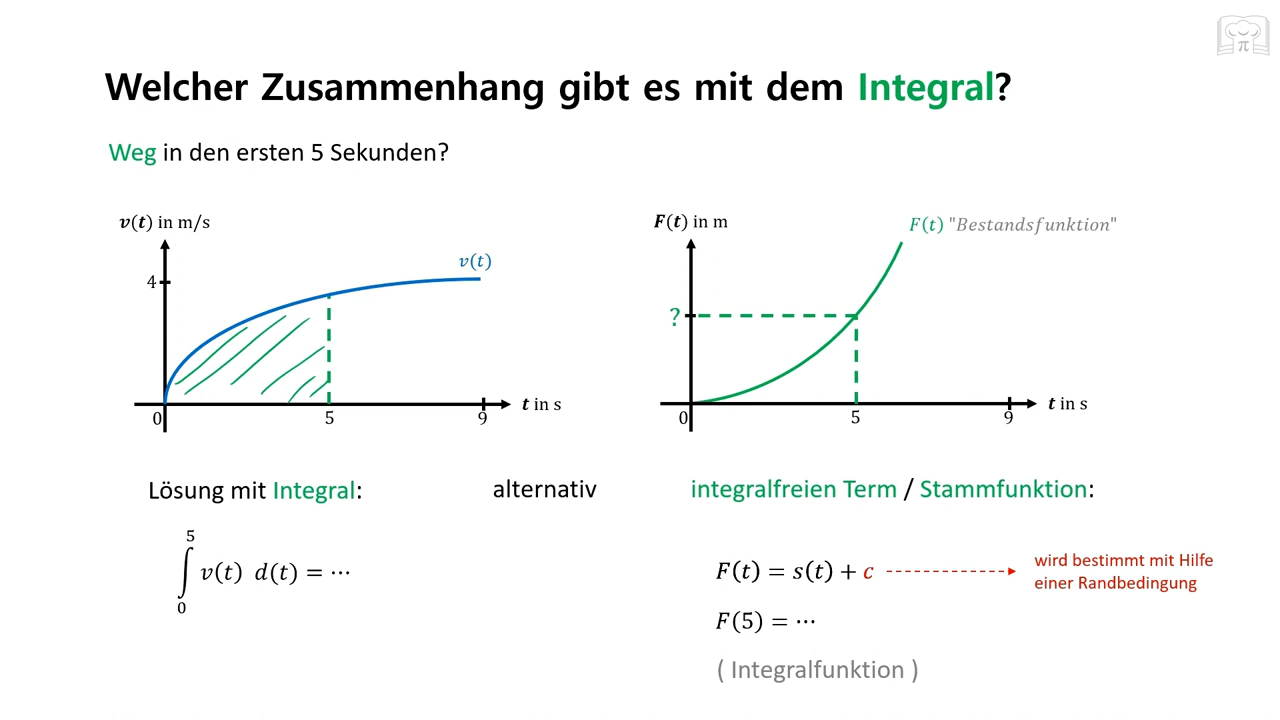 π
Welcher Zusammenhang gibt es mit dem Integral?
Weg in den ersten 5 Sekunden?
v(t) in m/s
v(t)
4
0
5
9
t in s
F(t) in m
F(t) "Bestandsfunktion"
?
0
5
9
t in s
Lösung mit Integral:
alternativ
integralfreien Term / Stammfunktion:
5
∫ v(t) d(t) = ⋯
0
F(t) = s(t) + c
wird bestimmt mit Hilfe
einer Randbedingung
F(5) = ⋯
( Integralfunktion )